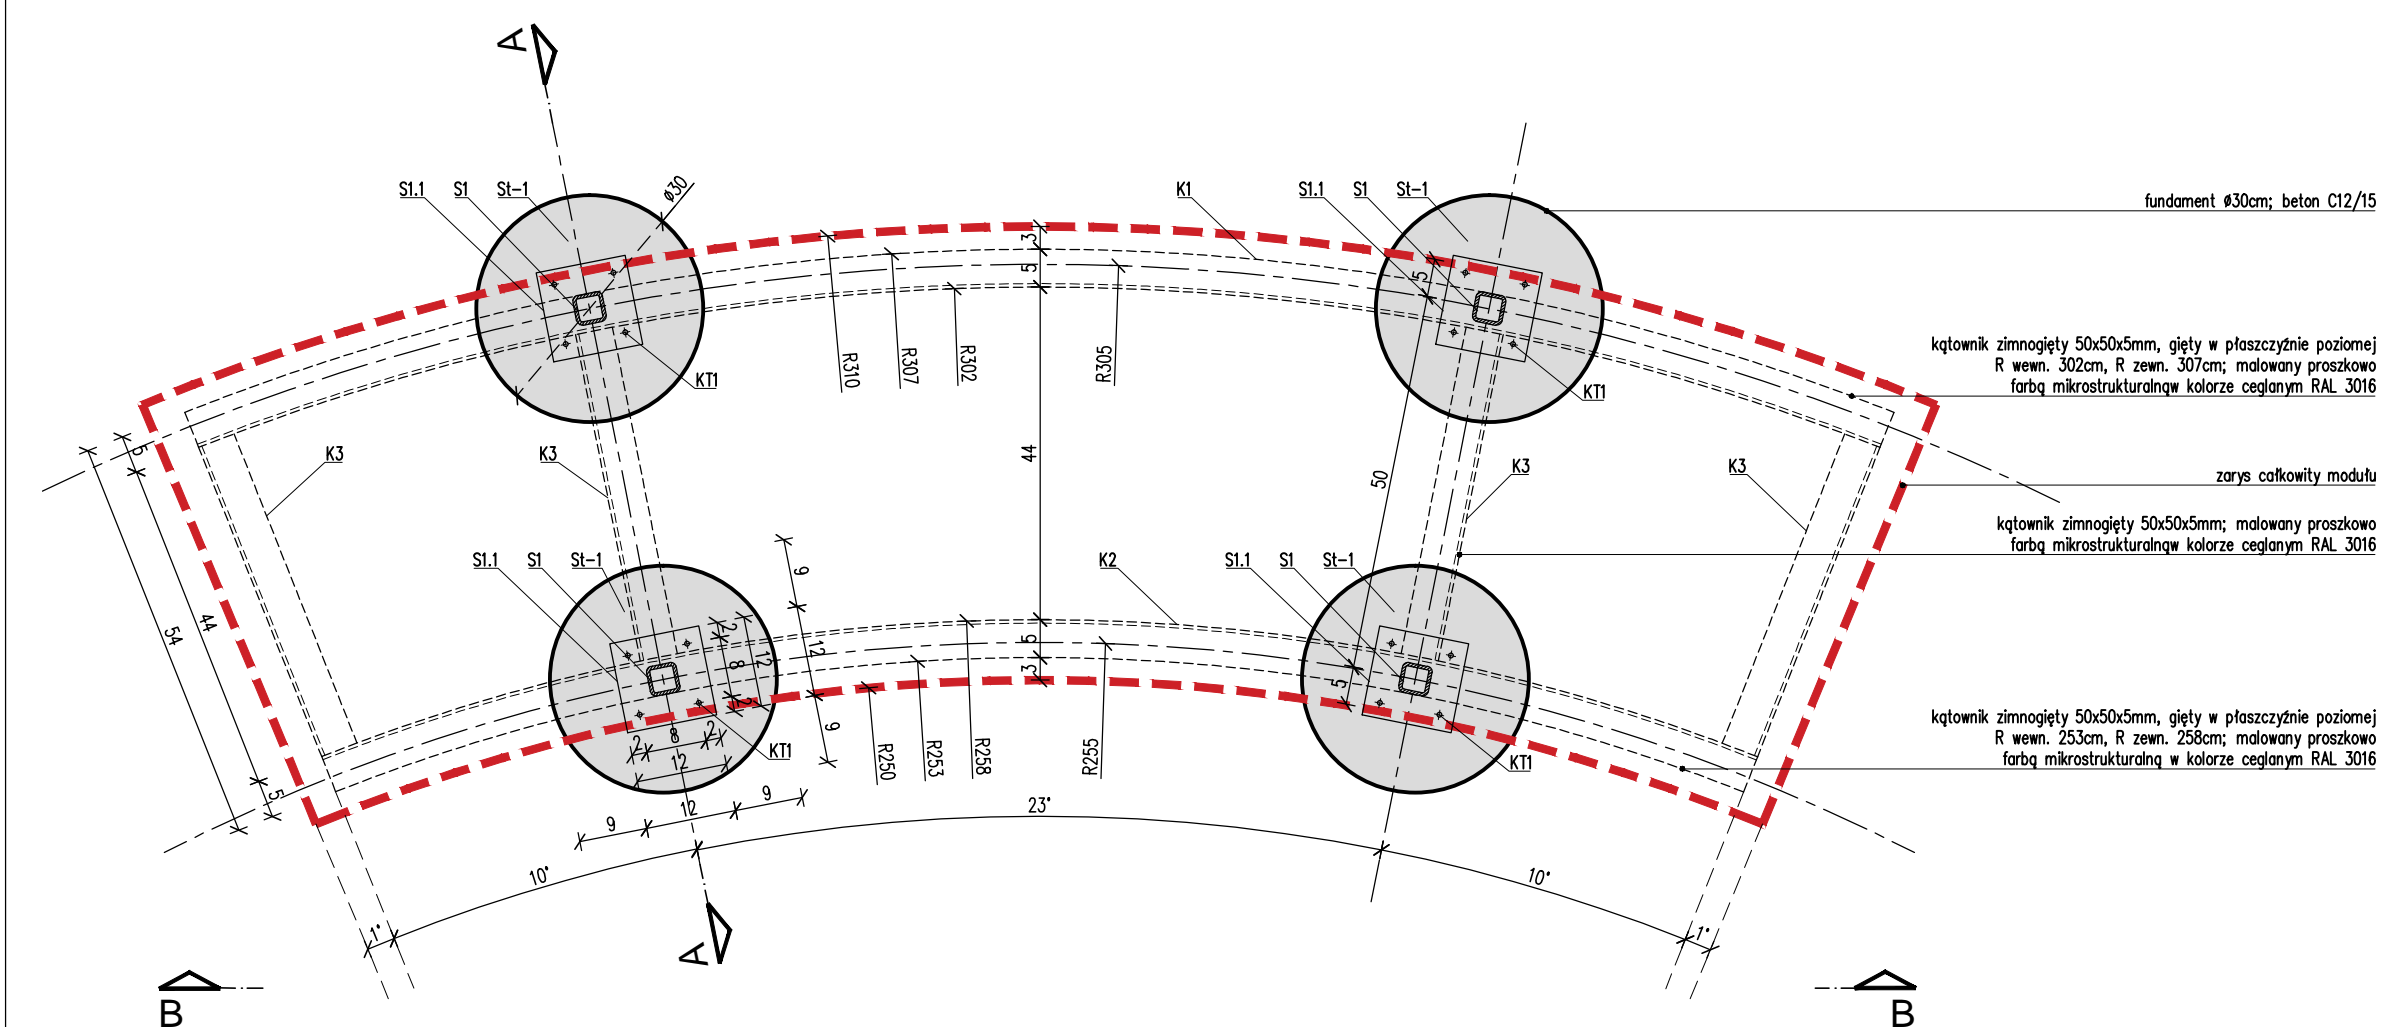 A
S1.1
S1
St-1
ø30
K1
S1.1
S1
St-1
fundament ø30cm; beton C12/15
3
5
5
R310
R307
R302
R305
KT1
KT1
kątownik zimnogięty 50x50x5mm, gięty w płaszczyźnie poziomej
R wewn. 302cm, R zewn. 307cm; malowany proszkowo
farbą mikrostrukturalnąw kolorze ceglanym RAL 3016
5
K3
K3
44
50
K3
K3
zarys całkowity modułu
kątownik zimnogięty 50x50x5mm; malowany proszkowo
farbą mikrostrukturalnąw kolorze ceglanym RAL 3016
S1.1
S1
St-1
9
K2
S1.1
S1
St-1
54
44
2
8
12
2
12
9
5
3
5
kątownik zimnogięty 50x50x5mm, gięty w płaszczyźnie poziomej
R wewn. 253cm, R zewn. 258cm; malowany proszkowo
farbą mikrostrukturalną w kolorze ceglanym RAL 3016
2
8
2
12
KT1
R250
R253
R258
R255
KT1
5
9
12
9
23°
10°
10°
1°
1°
A
B
B